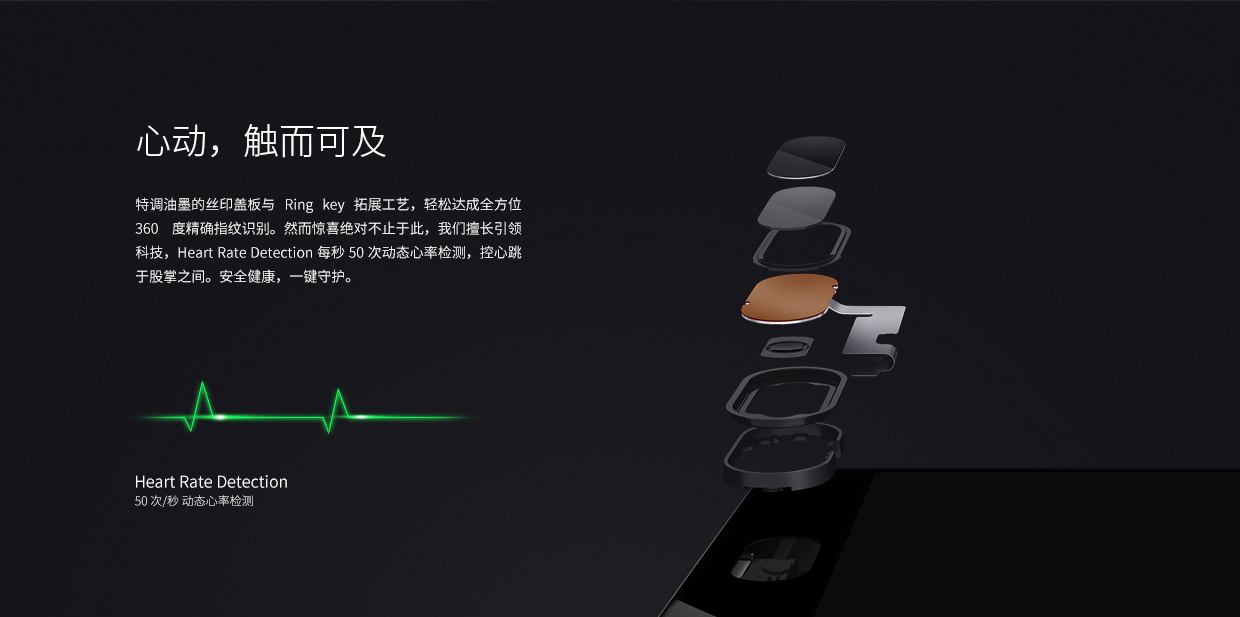 心动，触而可及
特调油墨的丝印盖板与 Ring key 拓展工艺，轻松达成全方位
360 度精确指纹识别。然而惊喜绝对不止于此，我们擅长引领
科技，Heart Rate Detection 每秒 50 次动态心率检测，控心跳
于股掌之间。安全健康，一键守护。
Heart Rate Detection
50 次/秒 动态心率检测